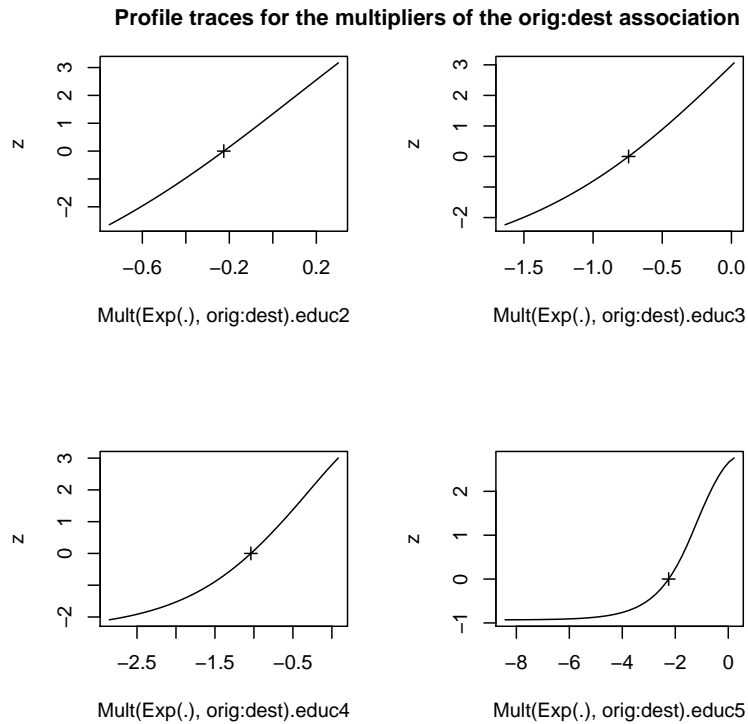 Profile traces for the multipliers of the orig:dest association
z
3
2
1
0
−2
−0.6 −0.2 0.2
Mult(Exp(.), orig:dest).educ2
z
3
2
1
0
−2
−1.5 −1.0 −0.5 0.0
Mult(Exp(.), orig:dest).educ3
z
3
2
1
0
−2
−2.5 −1.5 −0.5
Mult(Exp(.), orig:dest).educ4
z
2
1
0
−1
−8 −6 −4 −2 0
Mult(Exp(.), orig:dest).educ5